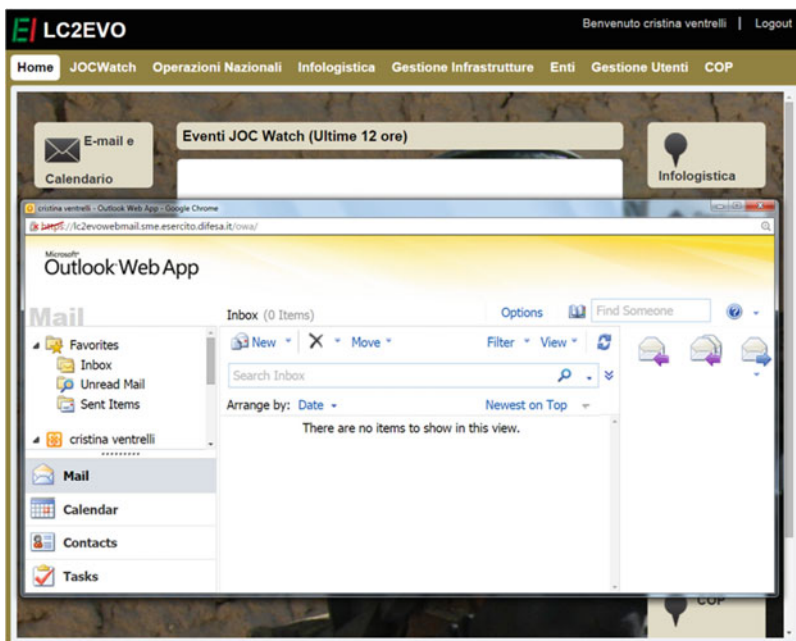 EI LC2EVO
Benvenuto cristina ventrelli | Logout
Home JOCWatch Operazioni Nazionali Infologistica Gestione Infrastrutture Enti Gestione Utenti COP
E-mail e
Calendario
Eventi JOC Watch (Ultime 12 ore)
Infologistica
cristina ventrelli - Outlook Web App - Google Chrome
https://lc2evowebmail.sme.esercito.difesa.it/owa/
Microsoft
Outlook Web App
Mail
Inbox (0 Items)
Options
Find Someone
Favorites
Inbox
Unread Mail
Sent Items
cristina ventrelli
Mail
Calendar
Contacts
Tasks
New Move Filter View
Search Inbox
Arrange by: Date Newest on Top
There are no items to show in this view.
COP